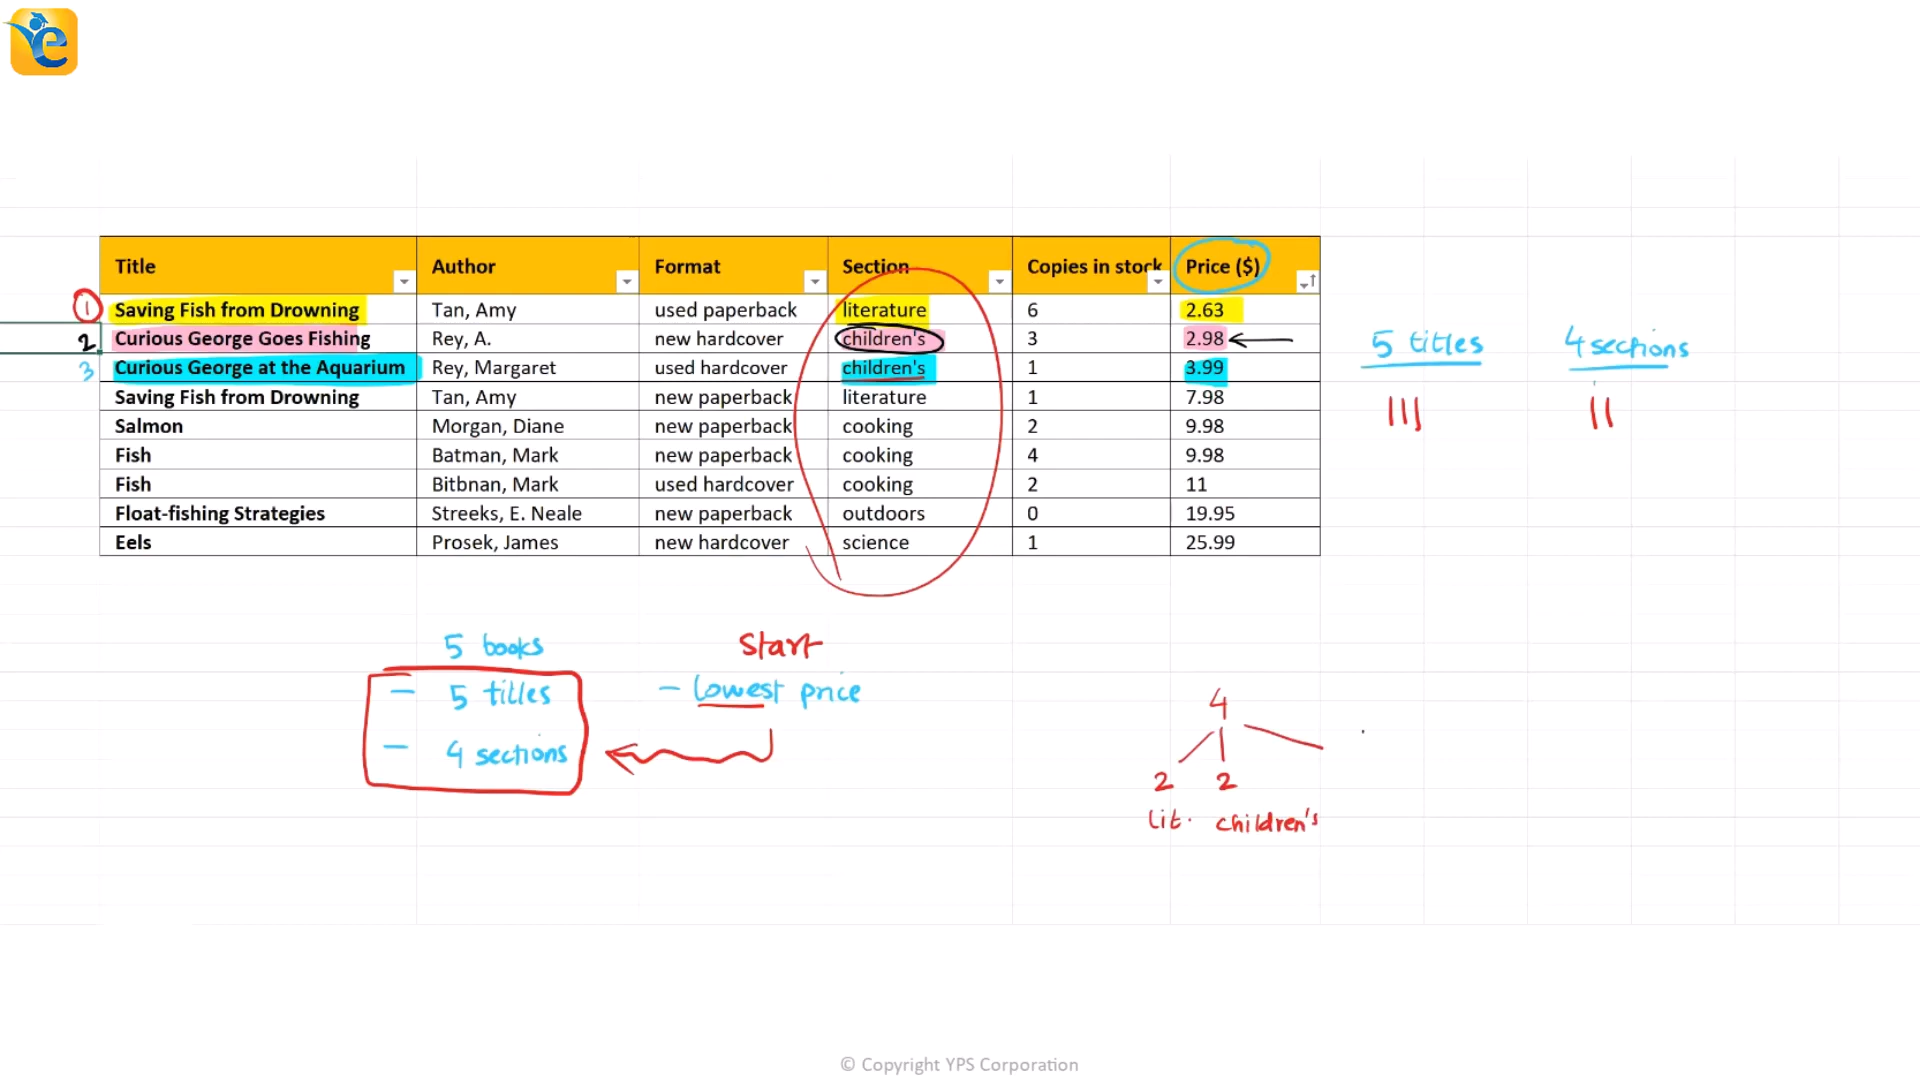 e
Title Author Format Section Copies in stock Price ($)
1 Saving Fish from Drowning Tan, Amy used paperback literature 6 2.63
2 Curious George Goes Fishing Rey, A. new hardcover children's 3 2.98
3 Curious George at the Aquarium Rey, Margaret used hardcover children's 1 3.99
Saving Fish from Drowning Tan, Amy new paperback literature 1 7.98
Salmon Morgan, Diane new paperback cooking 2 9.98
Fish Batman, Mark new paperback cooking 4 9.98
Fish Bitbnan, Mark used hardcover cooking 2 11
Float-fishing Strategies Streeks, E. Neale new paperback outdoors 0 19.95
Eels Prosek, James new hardcover science 1 25.99
5 titles 4 sections
5 books
- 5 titles
- 4 sections
Start
- lowest price
4
2 2
Lit. children's
© Copyright YPS Corporation